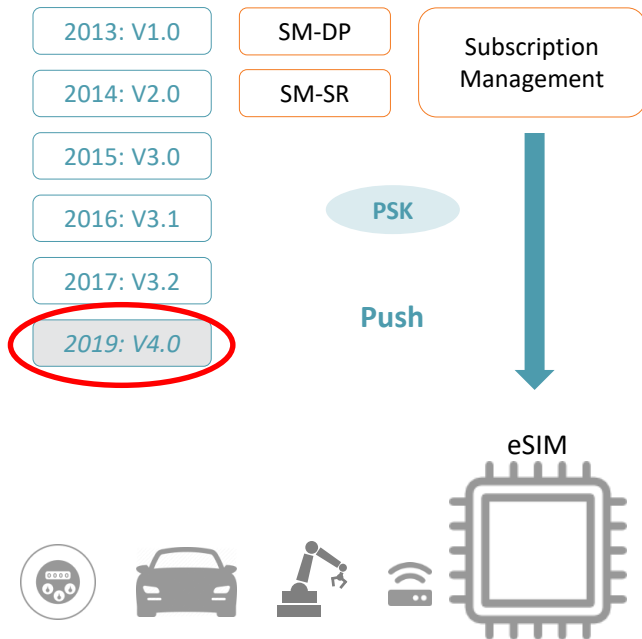 2013: V1.0
SM-DP
Subscription
Management
2014: V2.0
SM-SR
2015: V3.0
2016: V3.1
PSK
2017: V3.2
Push
2019: V4.0
eSIM